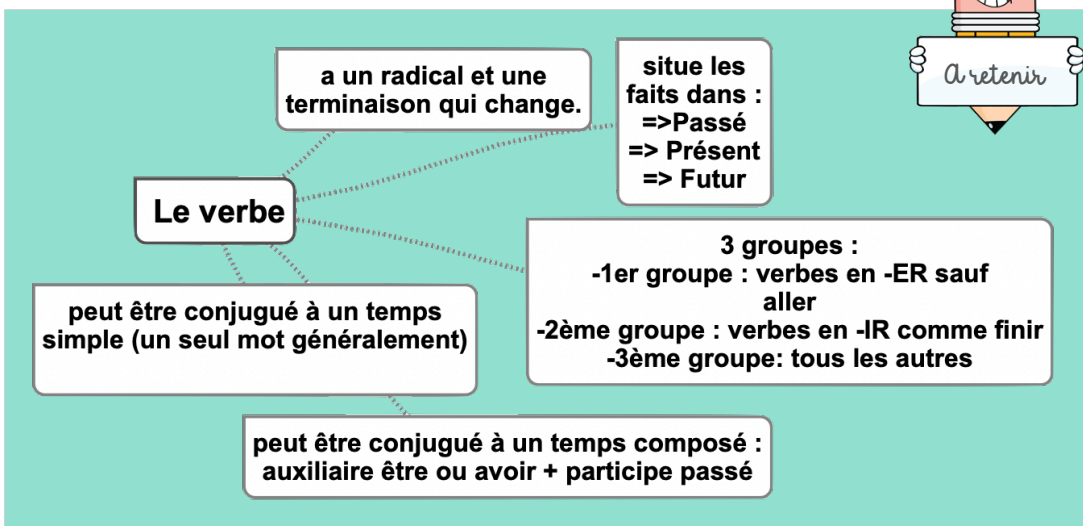 A retenir
a un radical et une
terminaison qui change.
situe les
faits dans :
=>Passé
=> Présent
=> Futur
Le verbe
3 groupes :
-1er groupe : verbes en -ER sauf
aller
-2ème groupe : verbes en -IR comme finir
-3ème groupe: tous les autres
peut être conjugué à un temps
simple (un seul mot généralement)
peut être conjugué à un temps composé :
auxiliaire être ou avoir + participe passé